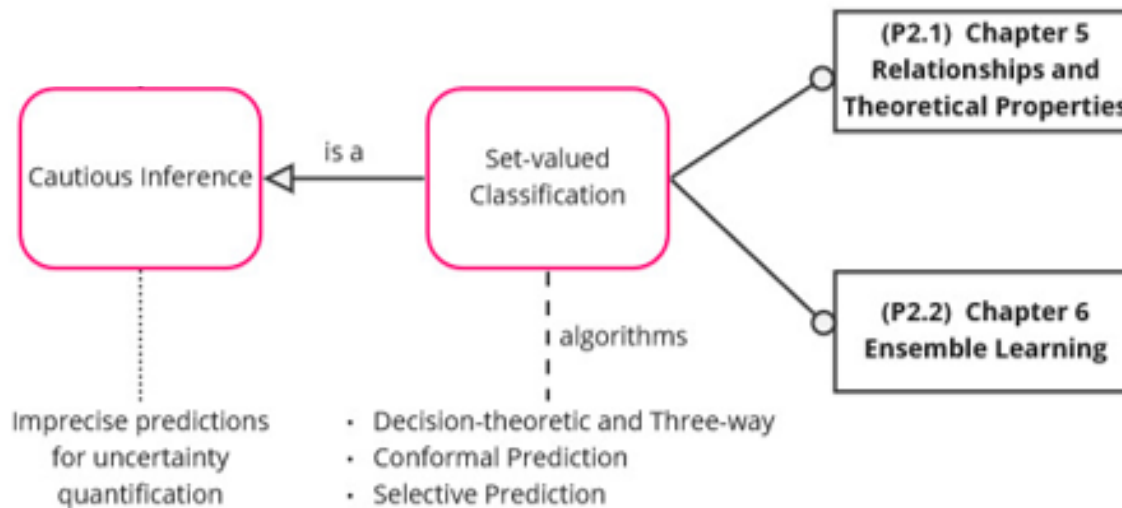 Cautious Inference
is a
Set-valued
Classification
(P2.1) Chapter 5
Relationships and
Theoretical Properties
(P2.2) Chapter 6
Ensemble Learning
algorithms
Imprecise predictions
for uncertainty
quantification
• Decision-theoretic and Three-way
• Conformal Prediction
• Selective Prediction